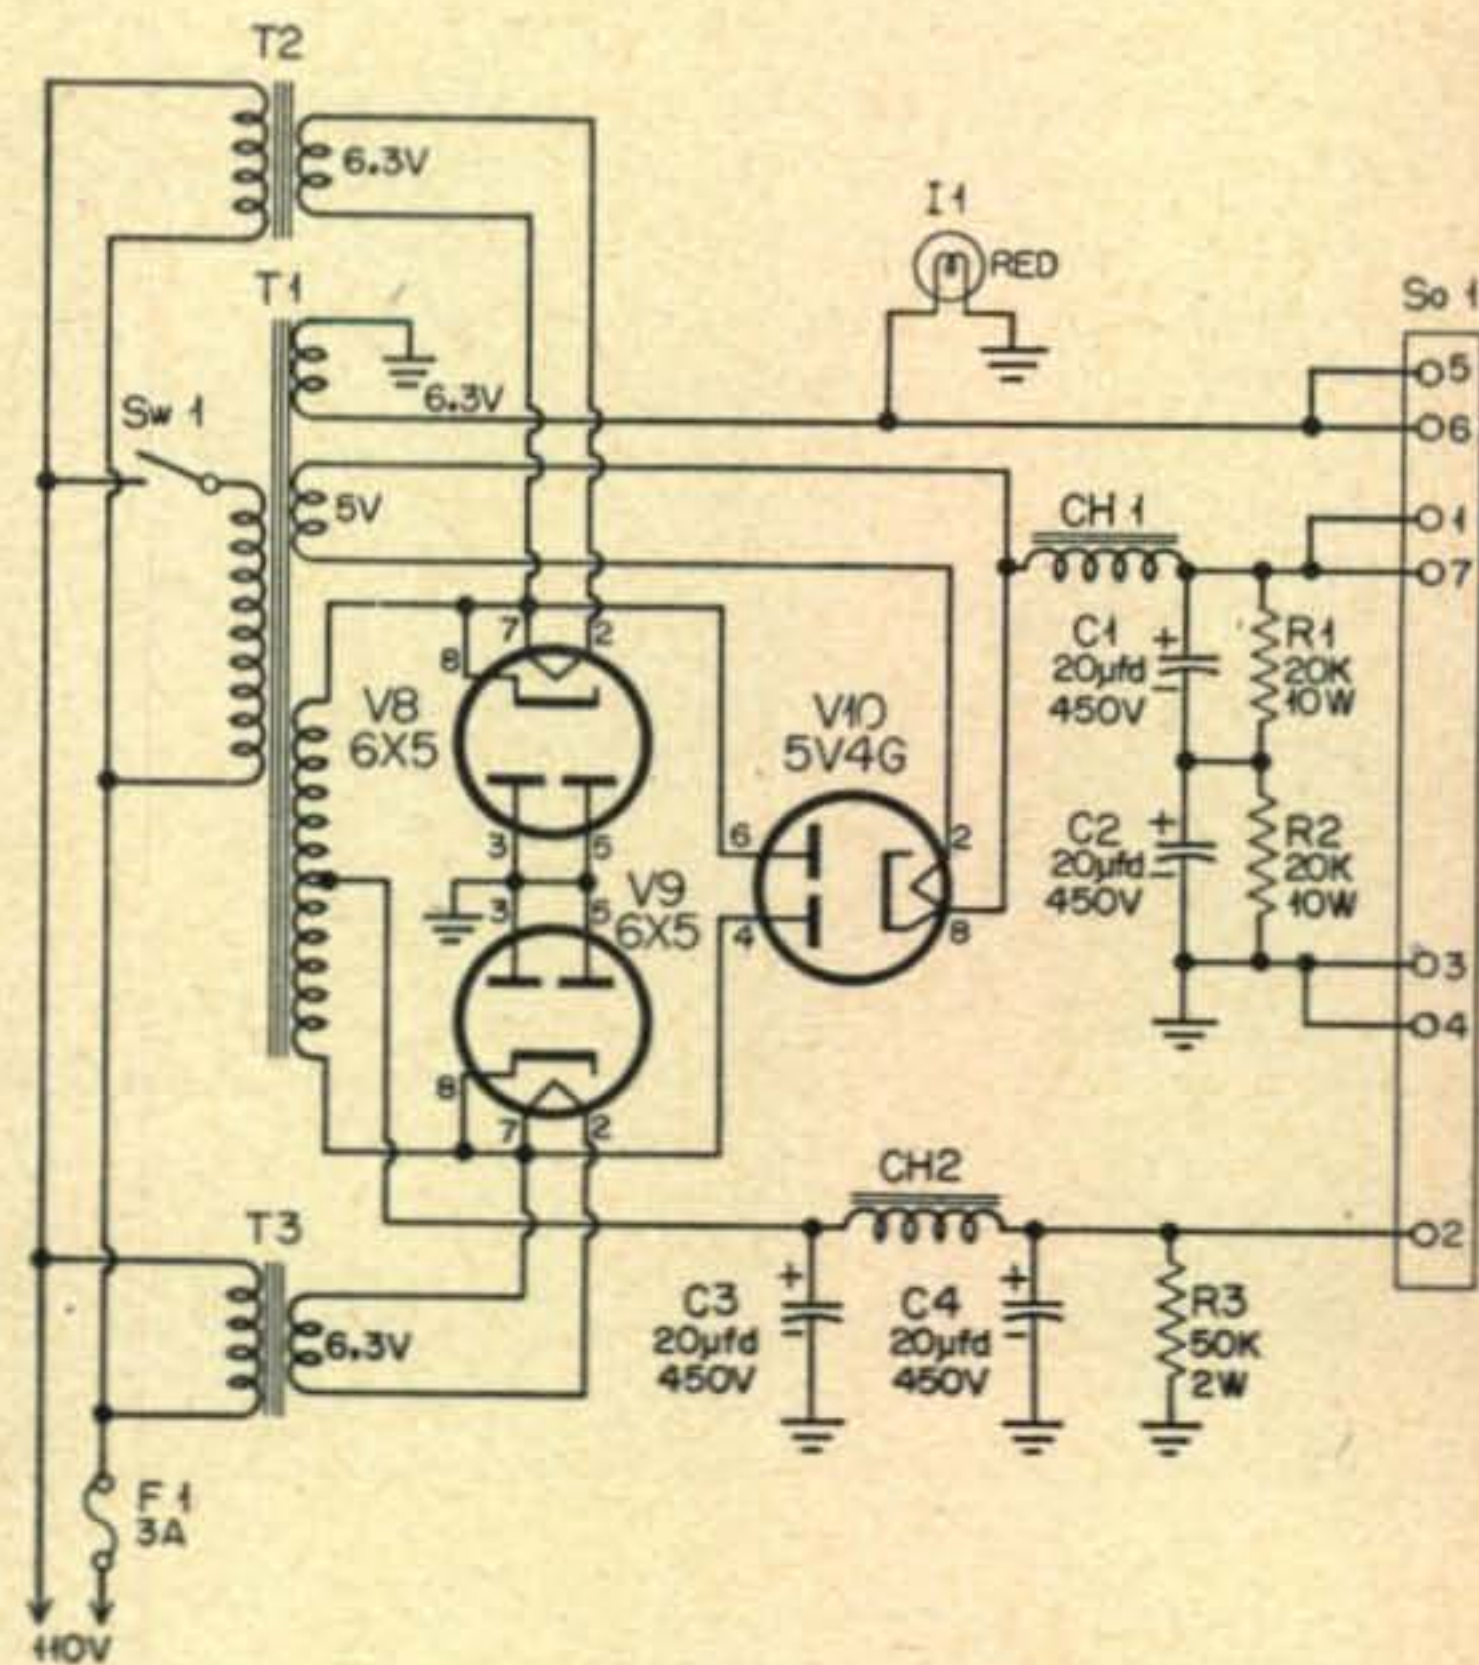 T2
6.3V
I1
RED
T1
So 1
6.3V
5
6
Sw 1
5V
CH 1
1
7
7
2
8
C1
20µfd
450V
+
-
R1
20K
10W
V8
6X5
V10
5V4G
3
5
6
2
C2
20µfd
450V
+
-
R2
20K
10W
V9
6X5
3
5
4
8
3
4
8
7
2
CH2
T3
2
6.3V
C3
20µfd
450V
+
-
C4
20µfd
450V
+
-
R3
50K
2W
F1
3A
110V